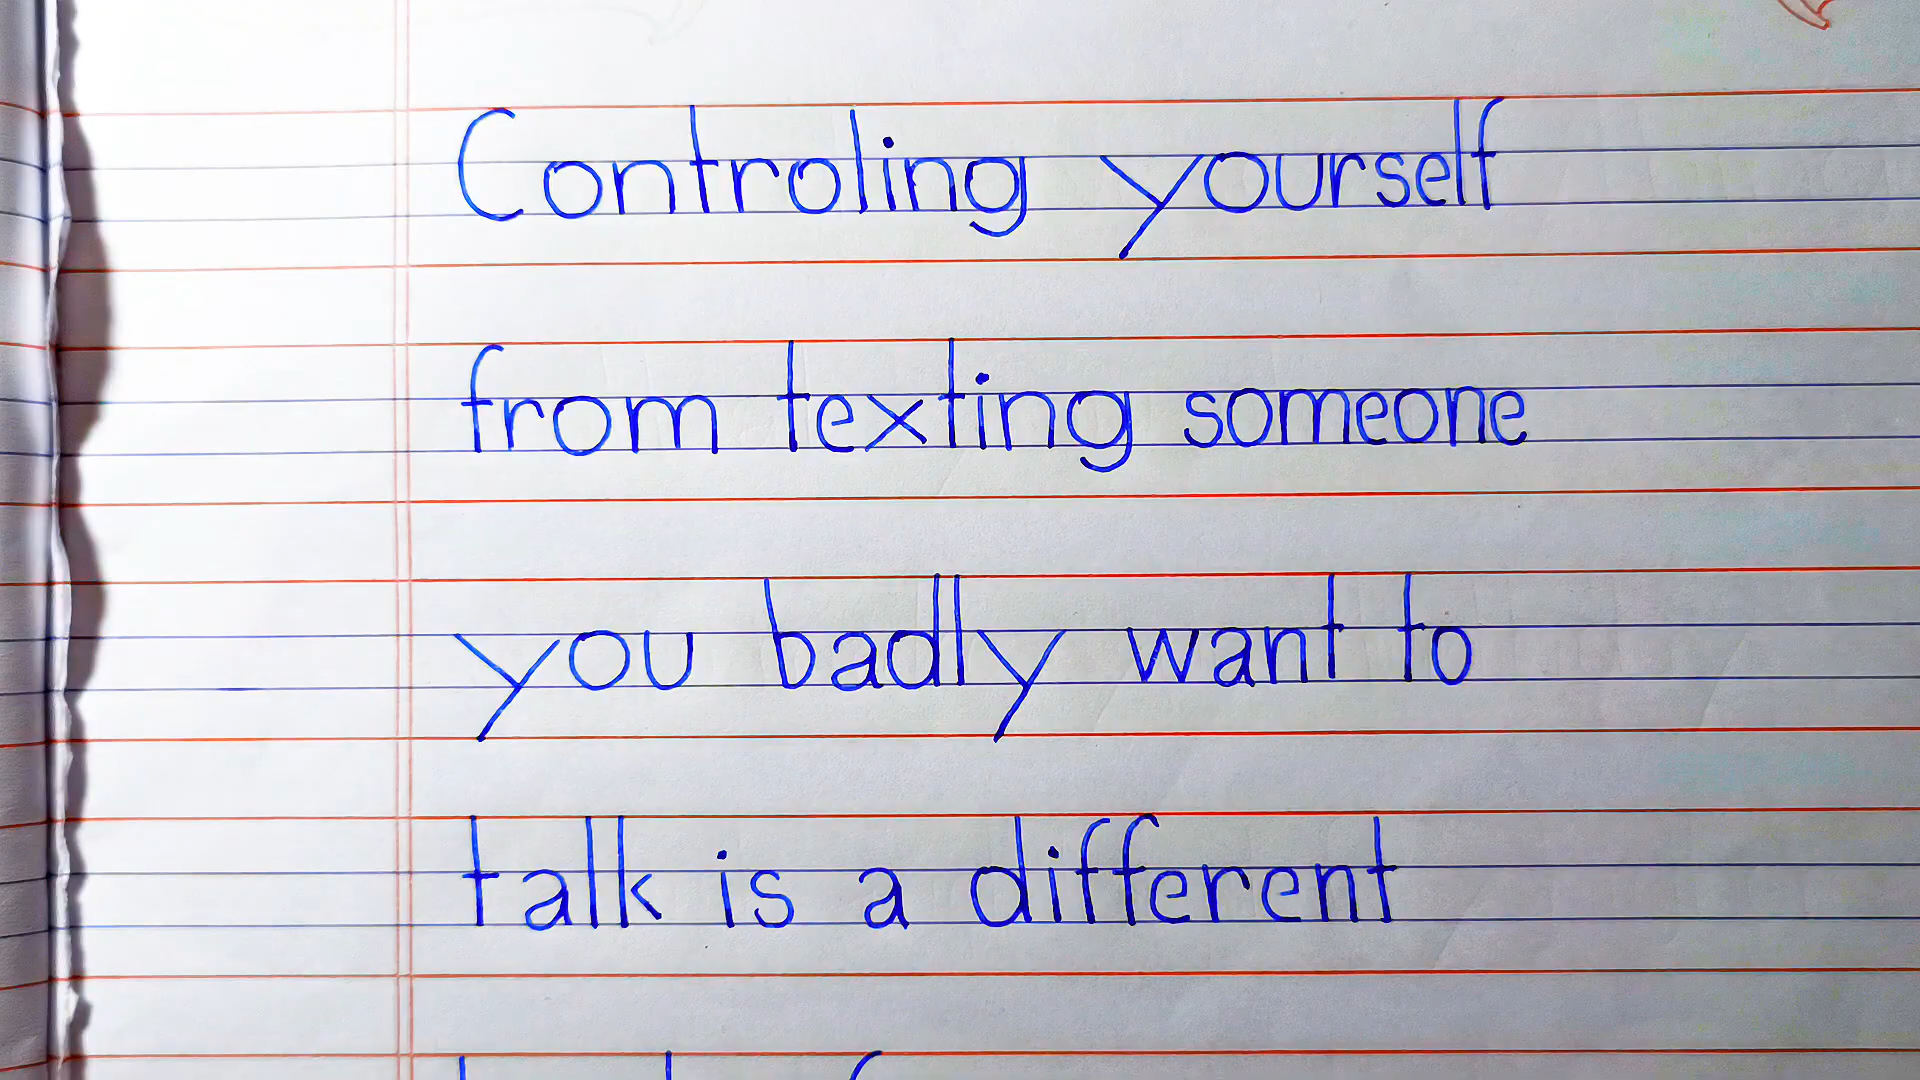 Controling yourself
from texting someone
you badly want to
talk is a different